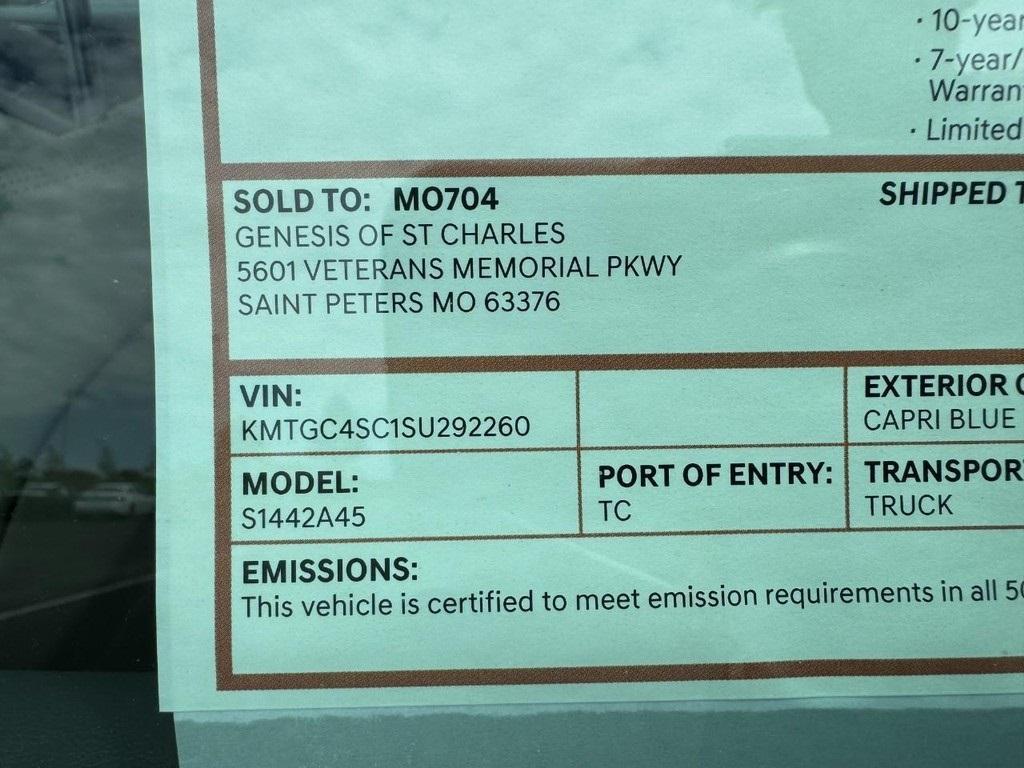 · 10-year
· 7-year/
Warran
· Limited
SOLD TO: MO704
SHIPPED T
GENESIS OF ST CHARLES
5601 VETERANS MEMORIAL PKWY
SAINT PETERS MO 63376
VIN:
KMTGC4SC1SU292260
EXTERIOR C
CAPRI BLUE
MODEL:
S1442A45
PORT OF ENTRY:
TC
TRANSPOR
TRUCK
EMISSIONS:
This vehicle is certified to meet emission requirements in all 50